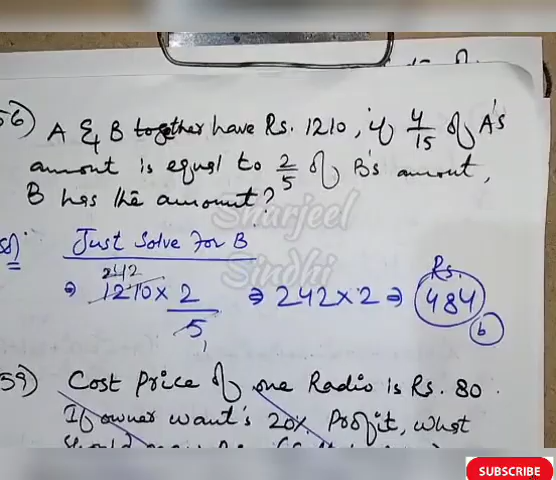 56) A & B together have Rs. 1210, if 4/15 of A's
amount is equal to 2/5 of B's amount,
B has the amount?
Sharjeel
Sindhi
Just Solve For B
242
⇒ 1210 × 2/5 ⇒ 242 × 2 ⇒ Rs. 484
b
59) Cost Price of one Radio is Rs. 80.
If owner want's 20% Profit, what
SUBSCRIBE